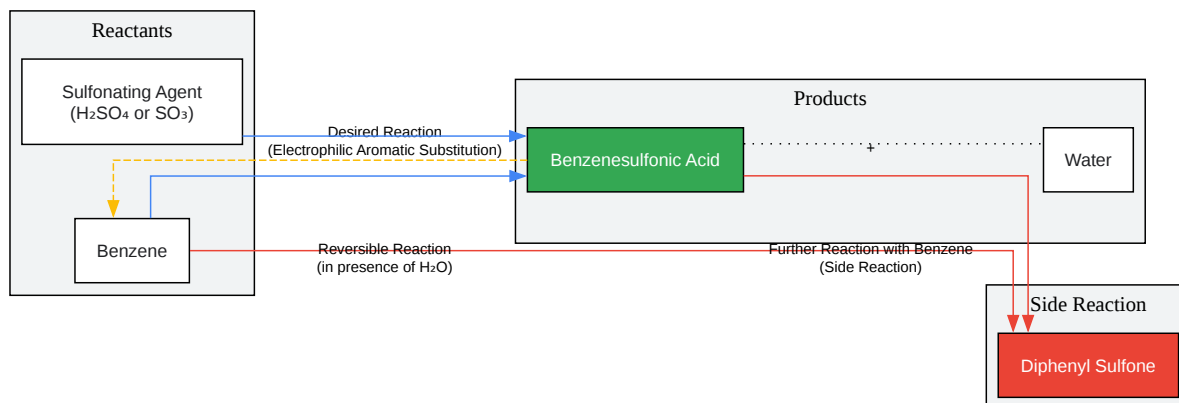 Reactants
Sulfonating Agent
(H₂SO₄ or SO₃)
Products
Desired Reaction
(Electrophilic Aromatic Substitution)
Benzenesulfonic Acid
+
Water
Benzene
Reversible Reaction
(in presence of H₂O)
Further Reaction with Benzene
(Side Reaction)
Side Reaction
Diphenyl Sulfone